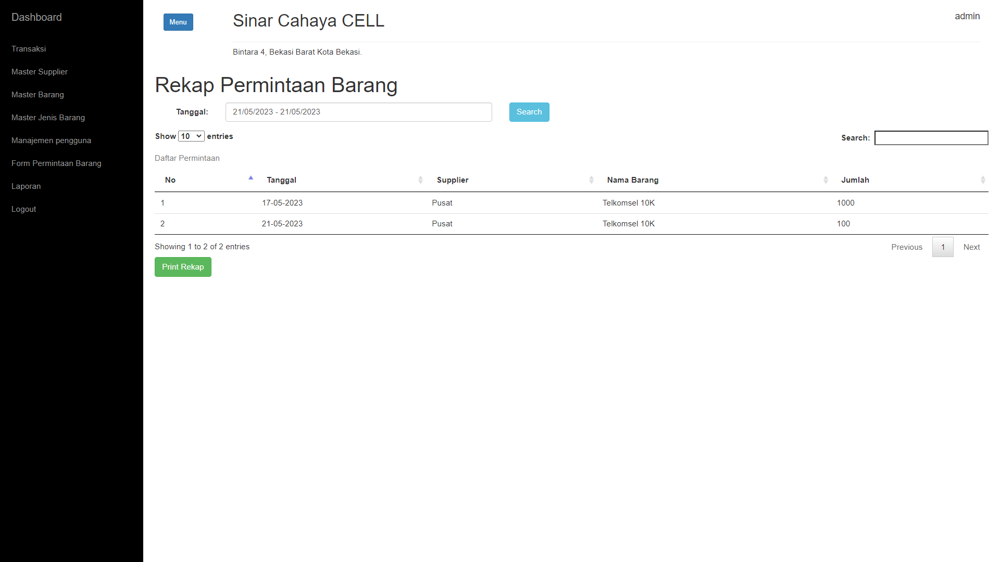 Dashboard
Transaksi
Master Supplier
Master Barang
Master Jenis Barang
Manajemen pengguna
Form Permintaan Barang
Laporan
Logout
Menu
Sinar Cahaya CELL
admin
Bintara 4, Bekasi Barat Kota Bekasi.
Rekap Permintaan Barang
Tanggal: 21/05/2023 - 21/05/2023 Search
Show 10 entries Search:
Daftar Permintaan
No Tanggal Supplier Nama Barang Jumlah
1 17-05-2023 Pusat Telkomsel 10K 1000
2 21-05-2023 Pusat Telkomsel 10K 100
Showing 1 to 2 of 2 entries Previous 1 Next
Print Rekap